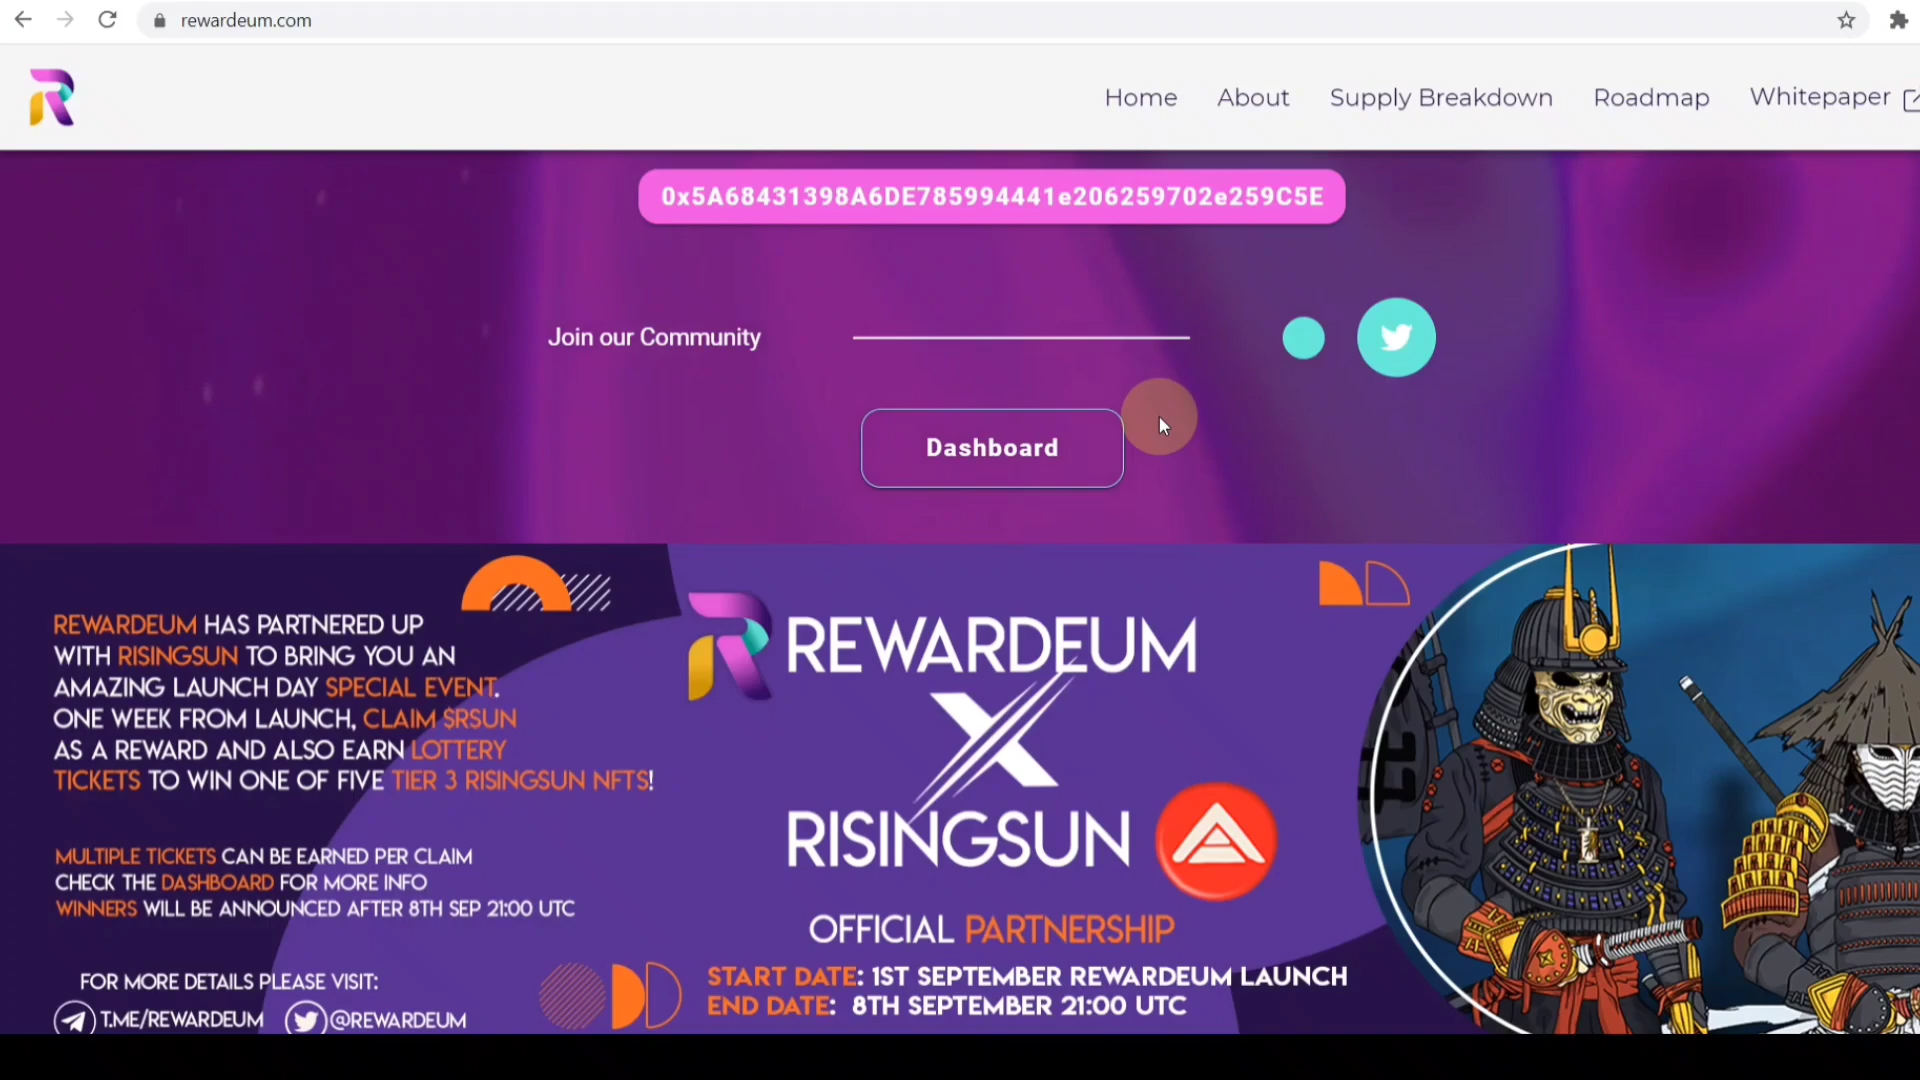 rewardeum.com
Home About Supply Breakdown Roadmap Whitepaper
0x5A68431398A6DE785994441e206259702e259C5E
Join our Community
Dashboard
REWARDEUM HAS PARTNERED UP
WITH RISINGSUN TO BRING YOU AN
AMAZING LAUNCH DAY SPECIAL EVENT.
ONE WEEK FROM LAUNCH, CLAIM $RSUN
AS A REWARD AND ALSO EARN LOTTERY
TICKETS TO WIN ONE OF FIVE TIER 3 RISINGSUN NFTS!
MULTIPLE TICKETS CAN BE EARNED PER CLAIM
CHECK THE DASHBOARD FOR MORE INFO
WINNERS WILL BE ANNOUNCED AFTER 8TH SEP 21:00 UTC
FOR MORE DETAILS PLEASE VISIT:
T.ME/REWARDEUM @REWARDEUM
REWARDEUM
X
RISINGSUN
OFFICIAL PARTNERSHIP
START DATE: 1ST SEPTEMBER REWARDEUM LAUNCH
END DATE: 8TH SEPTEMBER 21:00 UTC